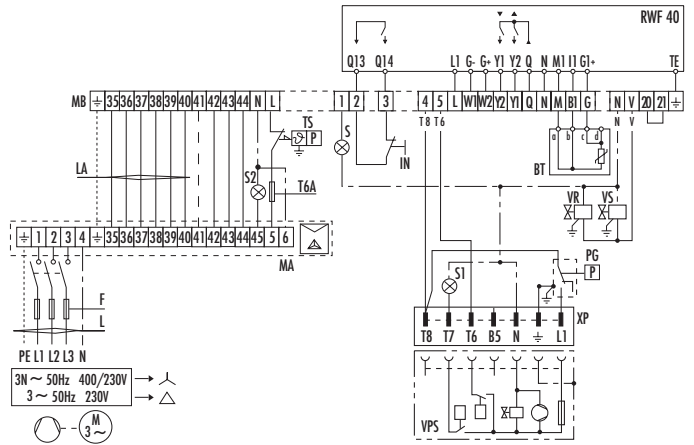 RWF 40
Q13 Q14 L1 G- G+ Y1 Y2 Q N M1 I1 G1+ TE
MB 35 36 37 38 39 40 41 42 43 44 N L 1 2 3 4 5 L W1 W2 Y2 Y1 Q N M B1 G N V 20 21
T8 T6 N V
TS
ϑ P
S
IN
a b c d
BT
LA
S2
T6A
VR VS
1 2 3 4 35 36 37 38 39 40 41 42 43 44 45 5 6
MA
PG
P
S1
F
L
XP
T8 T7 T6 B5 N L1
PE L1 L2 L3 N
3N ~ 50Hz 400/230V
3 ~ 50Hz 230V
M
3~
VPS